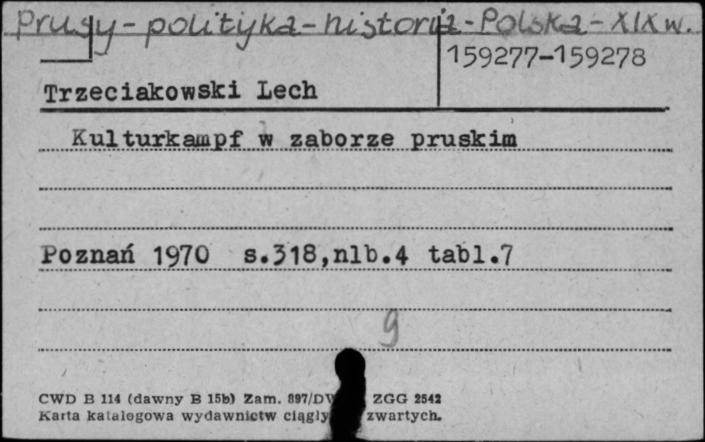 Prusy-polityka-historia-Polska-XIXw.
159277-159278
Trzeciakowski Lech
Kulturkampf w zaborze pruskim
Poznań 1970 s.318,nlb.4 tabl.7
9
CWD B 114 (dawny B 15b) Zam. 897/D ZGG 2542
Karta katalogowa wydawnictw ciągły zwartych.